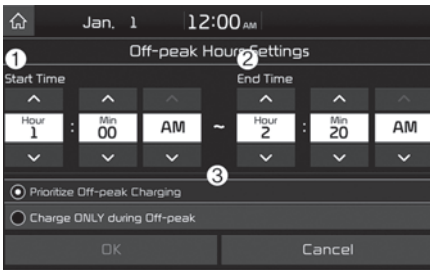 Jan. 1 12:00 AM
Off-peak Hours Settings
1 2
Start Time End Time
Hour 1 : Min 00 AM ~ Hour 2 : Min 20 AM
3
Prioritize Off-peak Charging
Charge ONLY during Off-peak
OK Cancel